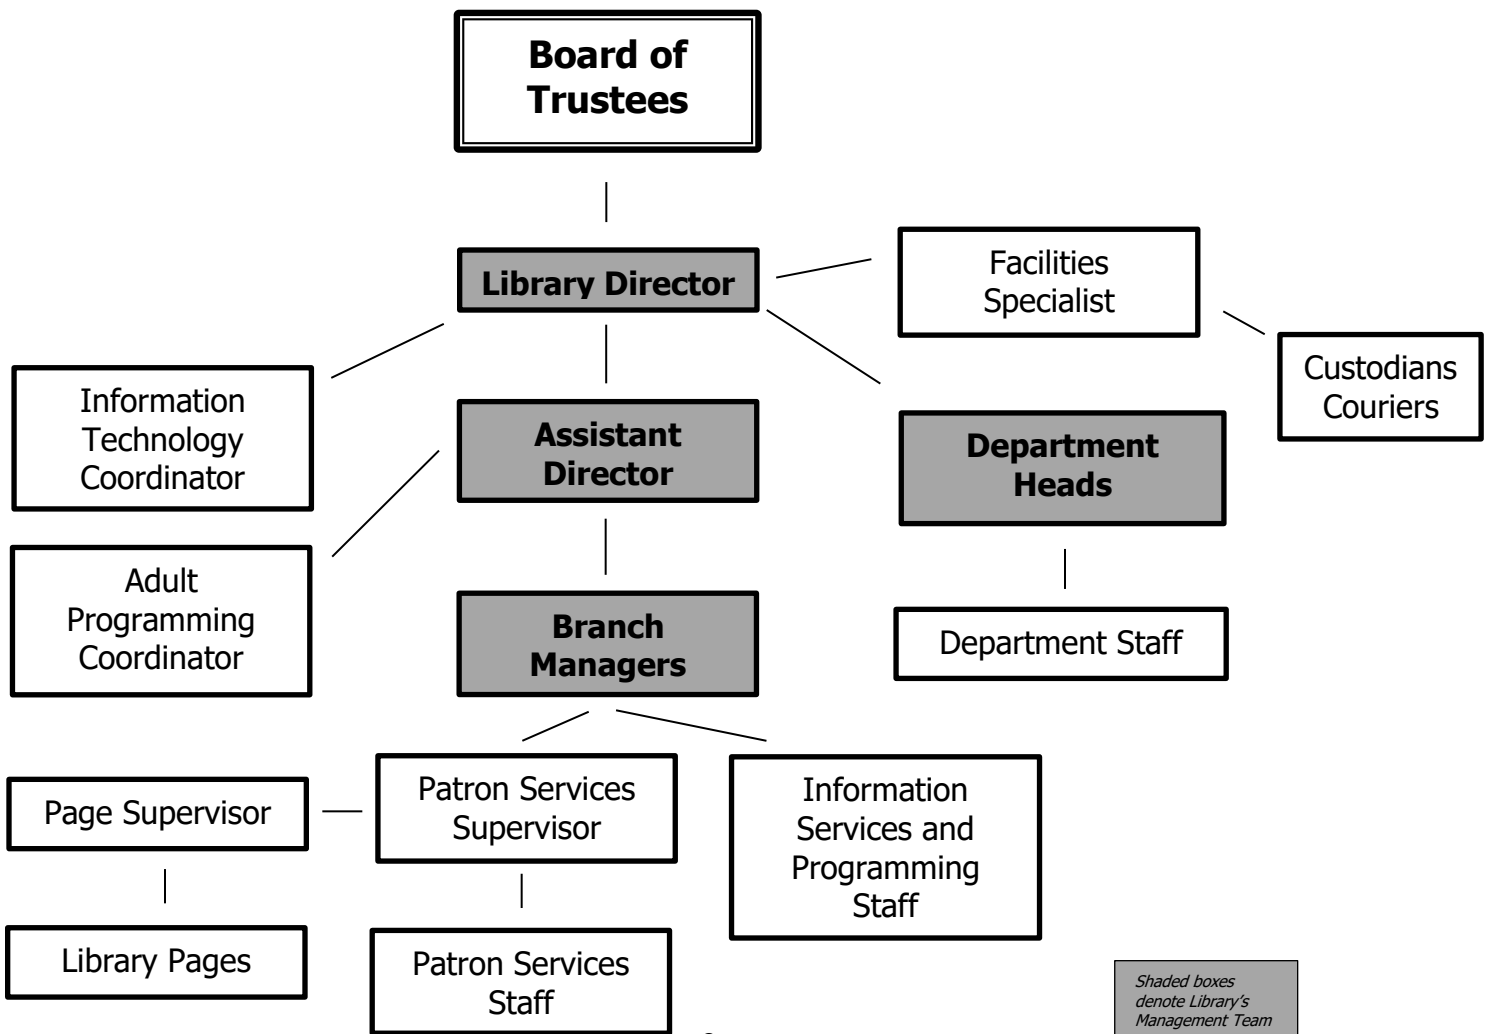 Board of
Trustees
Library Director
Facilities
Specialist
Custodians
Couriers
Information
Technology
Coordinator
Assistant
Director
Department
Heads
Adult
Programming
Coordinator
Branch
Managers
Department Staff
Page Supervisor
Patron Services
Supervisor
Information
Services and
Programming
Staff
Library Pages
Patron Services
Staff
Shaded boxes
denote Library's
Management Team